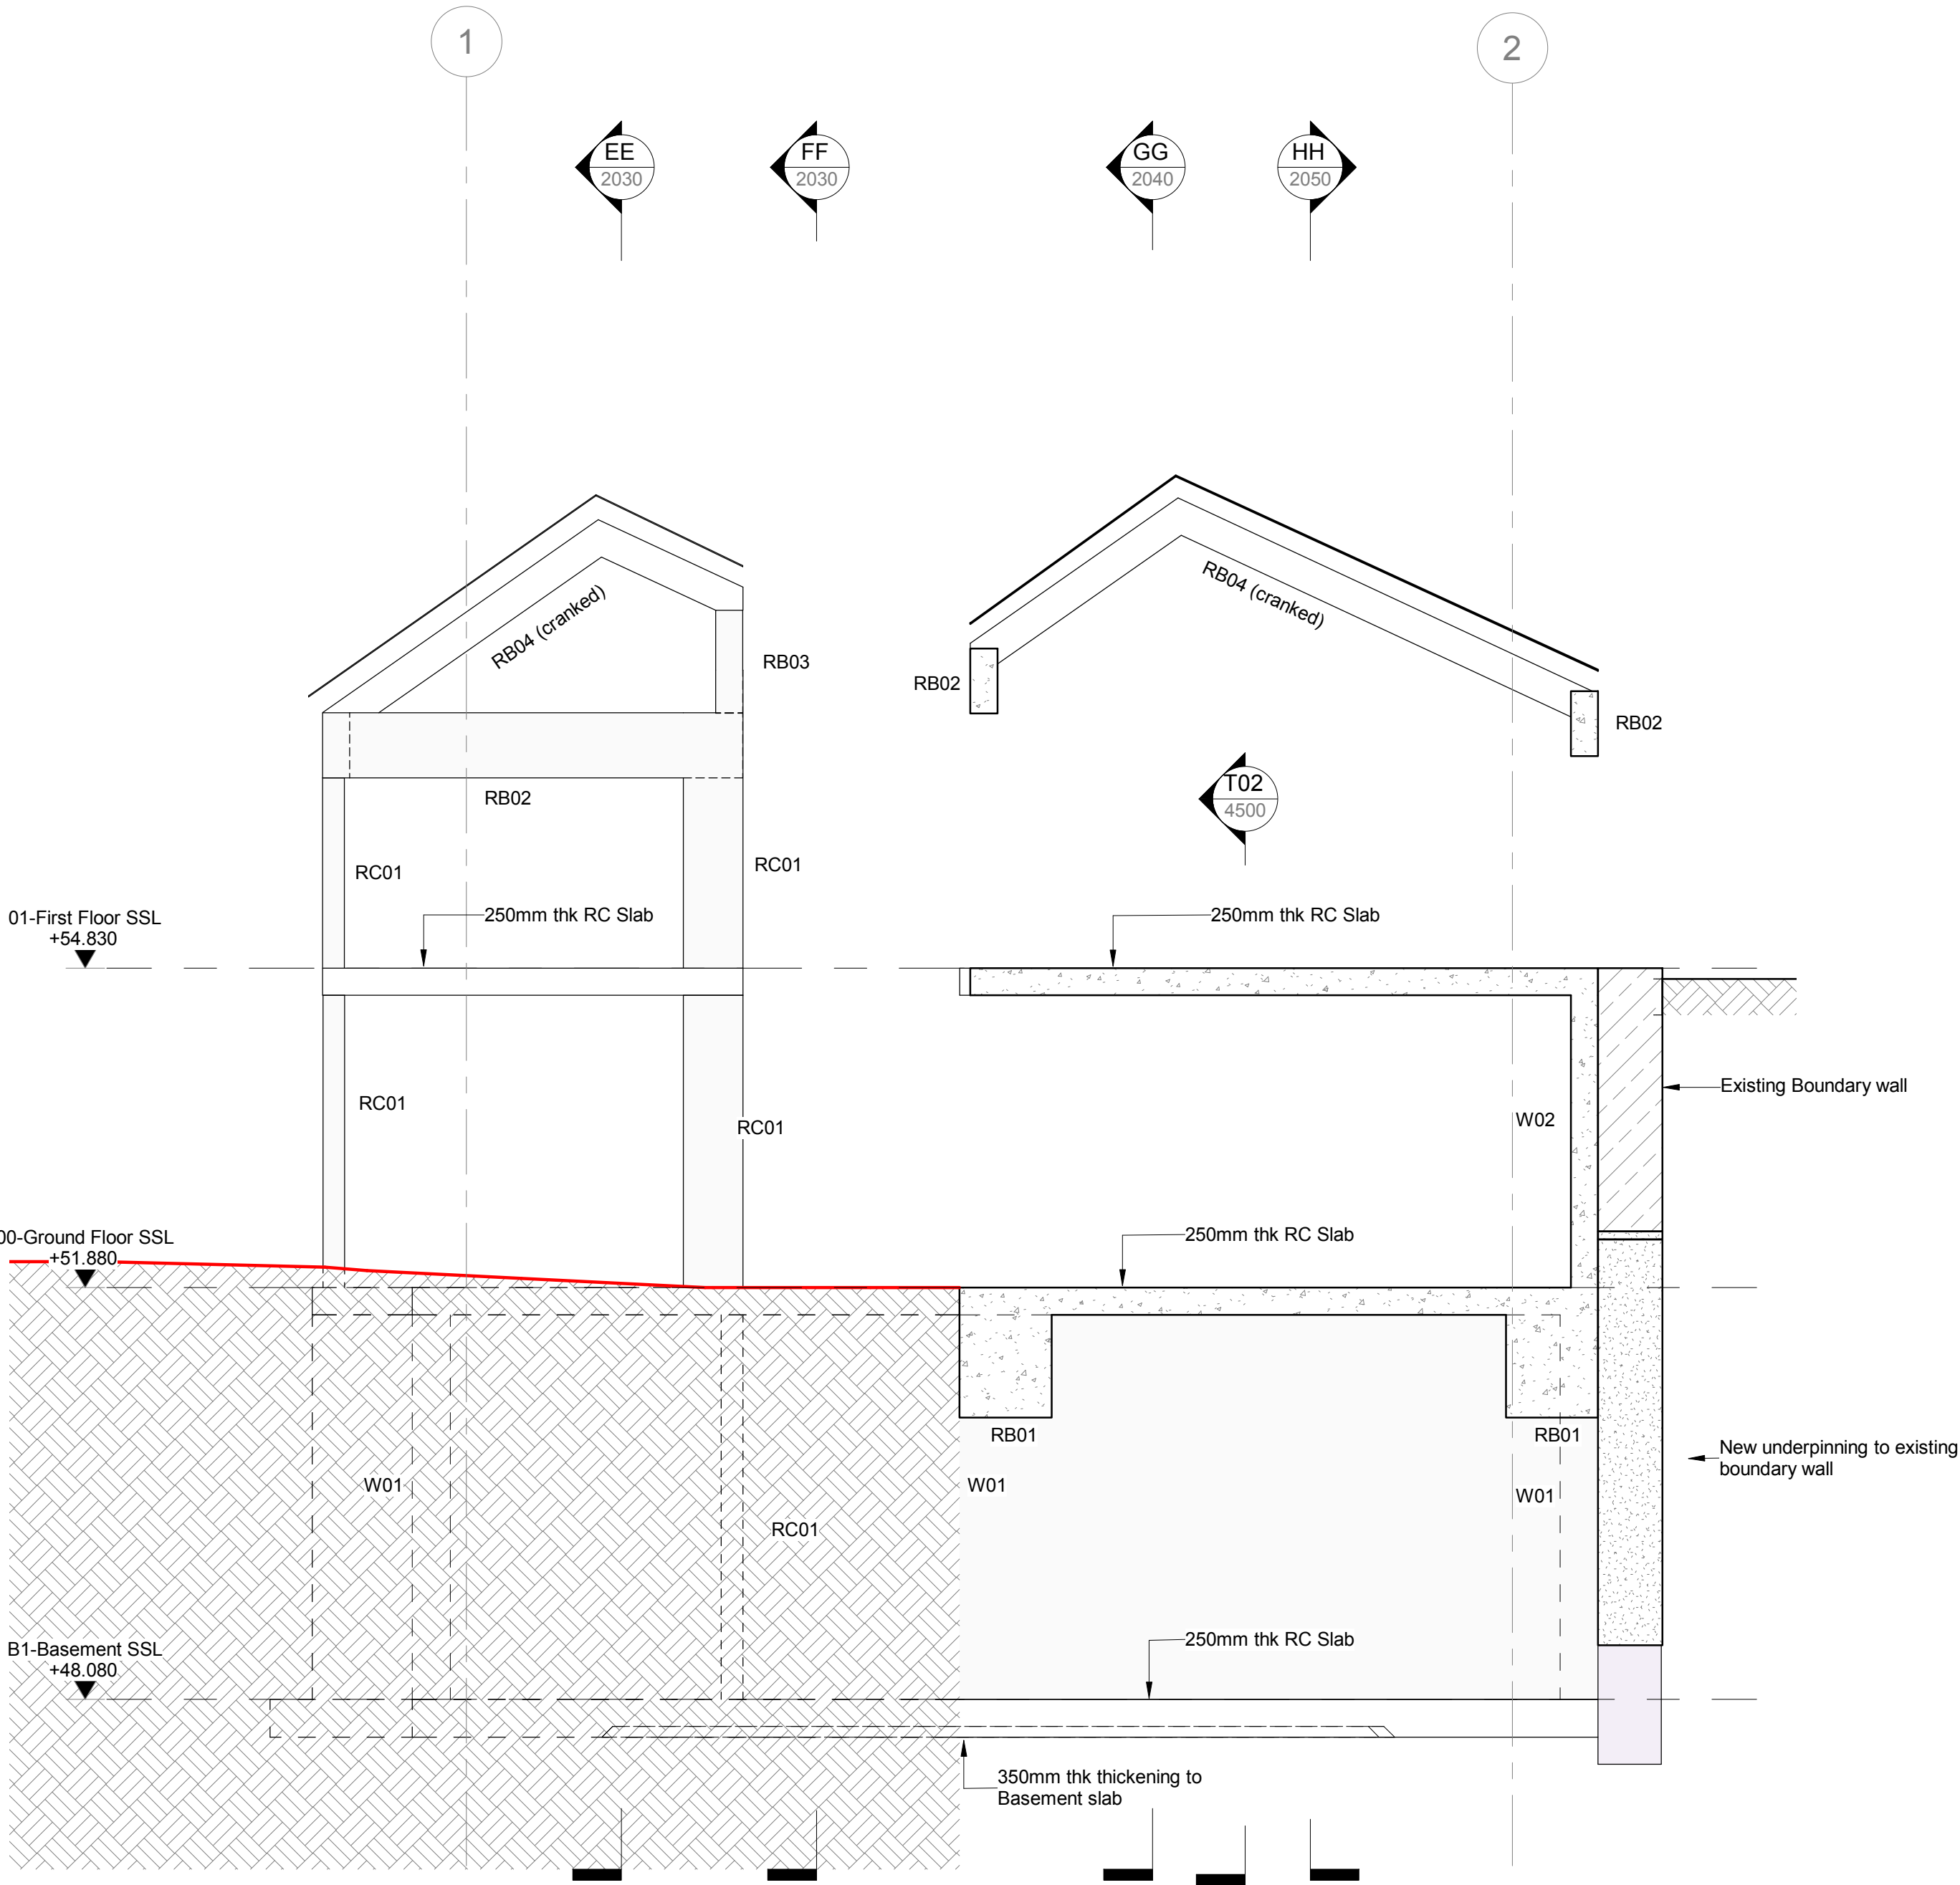 1
2
EE
2030
FF
2030
GG
2040
HH
2050
RB04 (cranked)
RB04 (cranked)
RB03
RB02
RB02
T02
4500
RB02
RC01
RC01
01-First Floor SSL
+54.830
250mm thk RC Slab
250mm thk RC Slab
Existing Boundary wall
RC01
RC01
W02
00-Ground Floor SSL
+51.880
250mm thk RC Slab
RB01
RB01
New underpinning to existing
boundary wall
W01
W01
W01
RC01
B1-Basement SSL
+48.080
250mm thk RC Slab
350mm thk thickening to
Basement slab